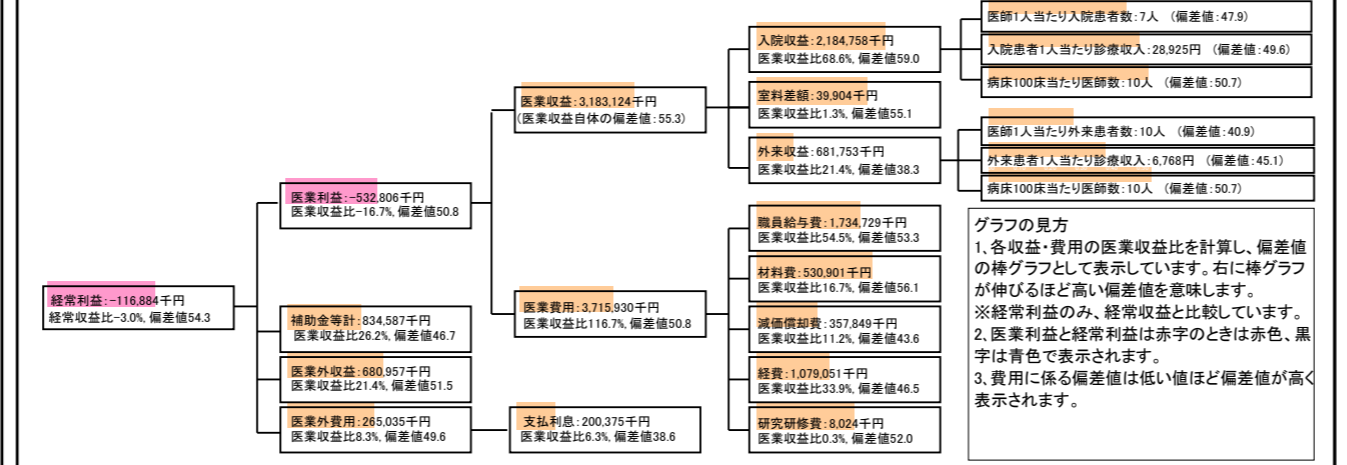 医師1人当たり入院患者数:7人 (偏差値:47.9)
入院収益:2,184,758千円
医業収益比68.6%, 偏差値59.0
入院患者1人当たり診療収入:28,925円 (偏差値:49.6)
病床100床当たり医師数:10人 (偏差値:50.7)
医業収益:3,183,124千円
(医業収益自体の偏差値:55.3)
室料差額:39,904千円
医業収益比1.3%, 偏差値55.1
医師1人当たり外来患者数:10人 (偏差値:40.9)
外来収益:681,753千円
医業収益比21.4%, 偏差値38.3
外来患者1人当たり診療収入:6,768円 (偏差値:45.1)
病床100床当たり医師数:10人 (偏差値:50.7)
医業利益:-532,806千円
医業収益比-16.7%, 偏差値50.8
職員給与費:1,734,729千円
医業収益比54.5%, 偏差値53.3
材料費:530,901千円
医業収益比16.7%, 偏差値56.1
経常利益:-116,884千円
経常収益比-3.0%, 偏差値54.3
医業費用:3,715,930千円
医業収益比116.7%, 偏差値50.8
補助金等計:834,587千円
医業収益比26.2%, 偏差値46.7
減価償却費:357,849千円
医業収益比11.2%, 偏差値43.6
医業外収益:680,957千円
医業収益比21.4%, 偏差値51.5
経費:1,079,051千円
医業収益比33.9%, 偏差値46.5
医業外費用:265,035千円
医業収益比8.3%, 偏差値49.6
支払利息:200,375千円
医業収益比6.3%, 偏差値38.6
研究研修費:8,024千円
医業収益比0.3%, 偏差値52.0
グラフの見方
1、各収益・費用の医業収益比を計算し、偏差値
の棒グラフとして表示しています。右に棒グラフ
が伸びるほど高い偏差値を意味します。
※経常利益のみ、経常収益と比較しています。
2、医業利益と経常利益は赤字のときは赤色、黒
字は青色で表示されます。
3、費用に係る偏差値は低い値ほど偏差値が高く
表示されます。